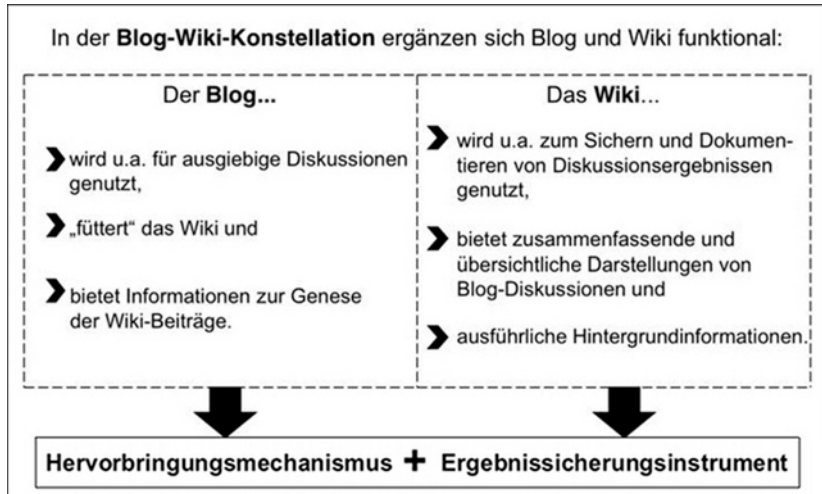 In der Blog-Wiki-Konstellation ergänzen sich Blog und Wiki funktional:
Der Blog...
wird u.a. für ausgiebige Diskussionen
genutzt,
„füttert“ das Wiki und
bietet Informationen zur Genese
der Wiki-Beiträge.
Das Wiki...
wird u.a. zum Sichern und Dokumen-
tieren von Diskussionsergebnissen
genutzt,
bietet zusammenfassende und
übersichtliche Darstellungen von
Blog-Diskussionen und
ausführliche Hintergrundinformationen.
Hervorbringungsmechanismus + Ergebnissicherungsinstrument